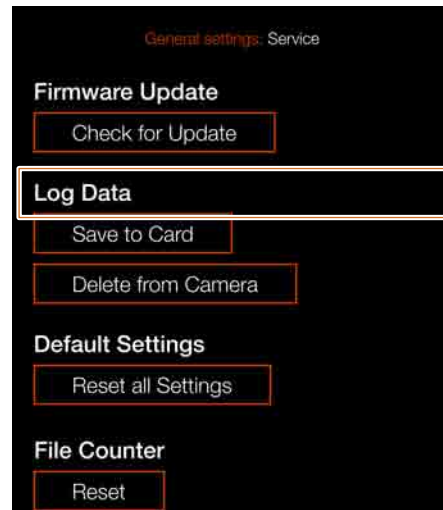 General settings: Service
Firmware Update
Check for Update
Log Data
Save to Card
Delete from Camera
Default Settings
Reset all Settings
File Counter
Reset